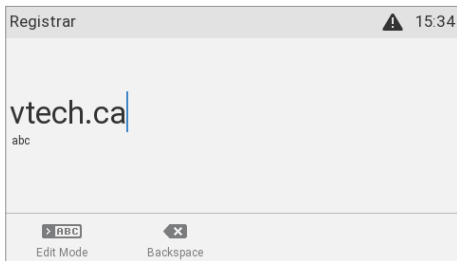 Registrar 15:34
vtech.ca
abc
> ABC
Edit Mode Backspace